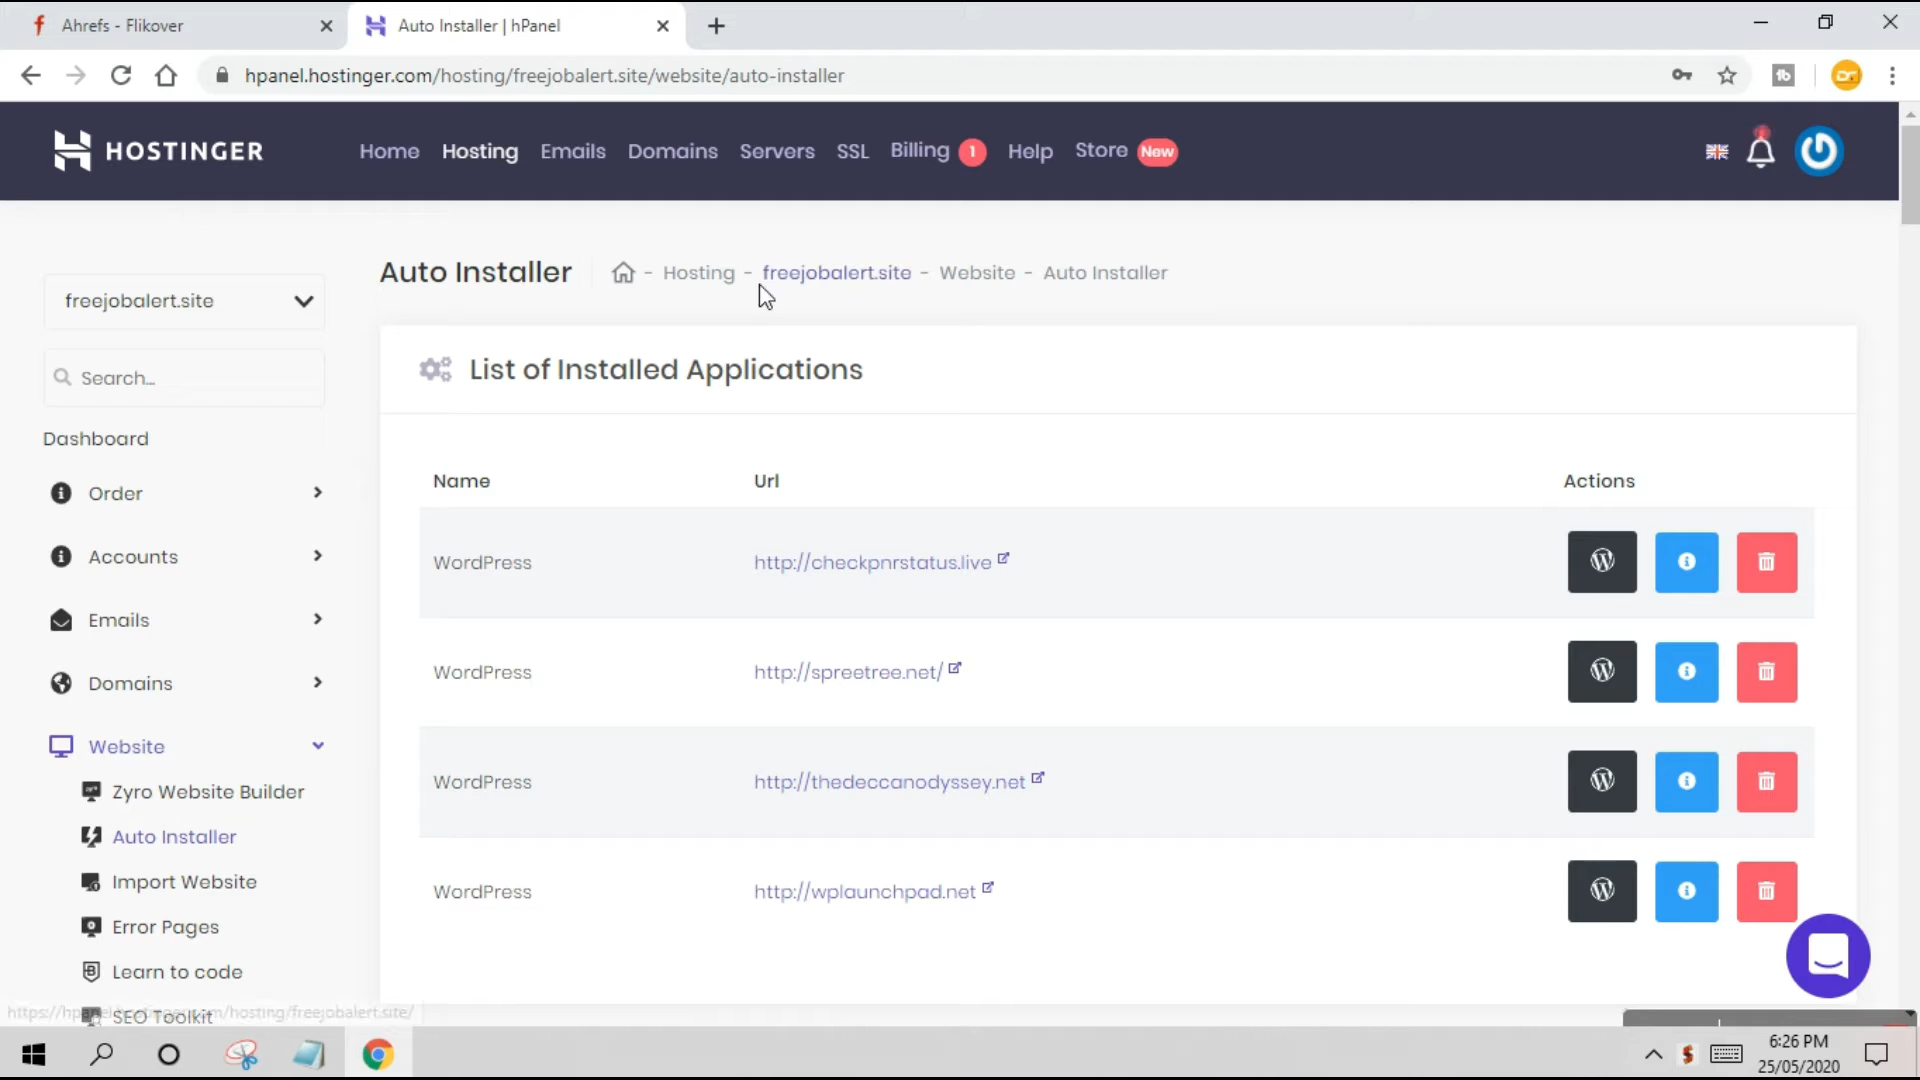 Ahrefs - Flikover
Auto Installer | hPanel
hpanel.hostinger.com/hosting/freejobalert.site/website/auto-installer
HOSTINGER
Home
Hosting
Emails
Domains
Servers
SSL
Billing 1
Help
Store New
freejobalert.site
Search...
Dashboard
Order
Accounts
Emails
Domains
Website
Zyro Website Builder
Auto Installer
Import Website
Error Pages
Learn to code
SEO Toolkit
Auto Installer
- Hosting - freejobalert.site - Website - Auto Installer
List of Installed Applications
Name Url Actions
WordPress http://checkpnrstatus.live
WordPress http://spreetree.net/
WordPress http://thedeccanodyssey.net
WordPress http://wplaunchpad.net
https://hpanel.hostinger.com/hosting/freejobalert.site/
6:26 PM
25/05/2020